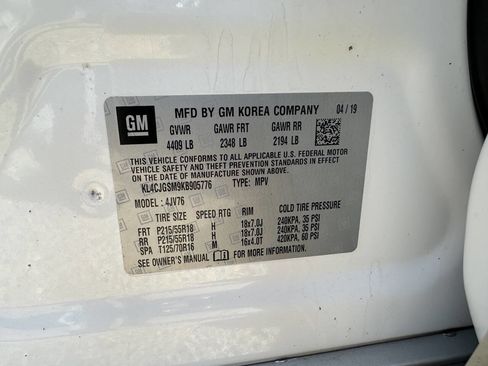 GM MFD BY GM KOREA COMPANY 04/19
GVWR GAWR FRT GAWR RR
4409 LB 2348 LB 2194 LB
THIS VEHICLE CONFORMS TO ALL APPLICABLE U.S. FEDERAL MOTOR
VEHICLE SAFETY, BUMPER, AND THEFT PREVENTION STANDARDS IN
EFFECT ON THE DATE OF MANUFACTURE SHOWN ABOVE.
KL4CJGSM9KB905776 TYPE: MPV
MODEL: 4JV76
TIRE SIZE SPEED RTG RIM COLD TIRE PRESSURE
FRT P215/55R18 H 18x7.0J 240KPA, 35 PSI
RR P215/55R18 H 18x7.0J 240KPA, 35 PSI
SPA T125/70R16 M 16x4.0T 420KPA, 60 PSI
SEE OWNER'S MANUAL FOR MORE INFORMATION.